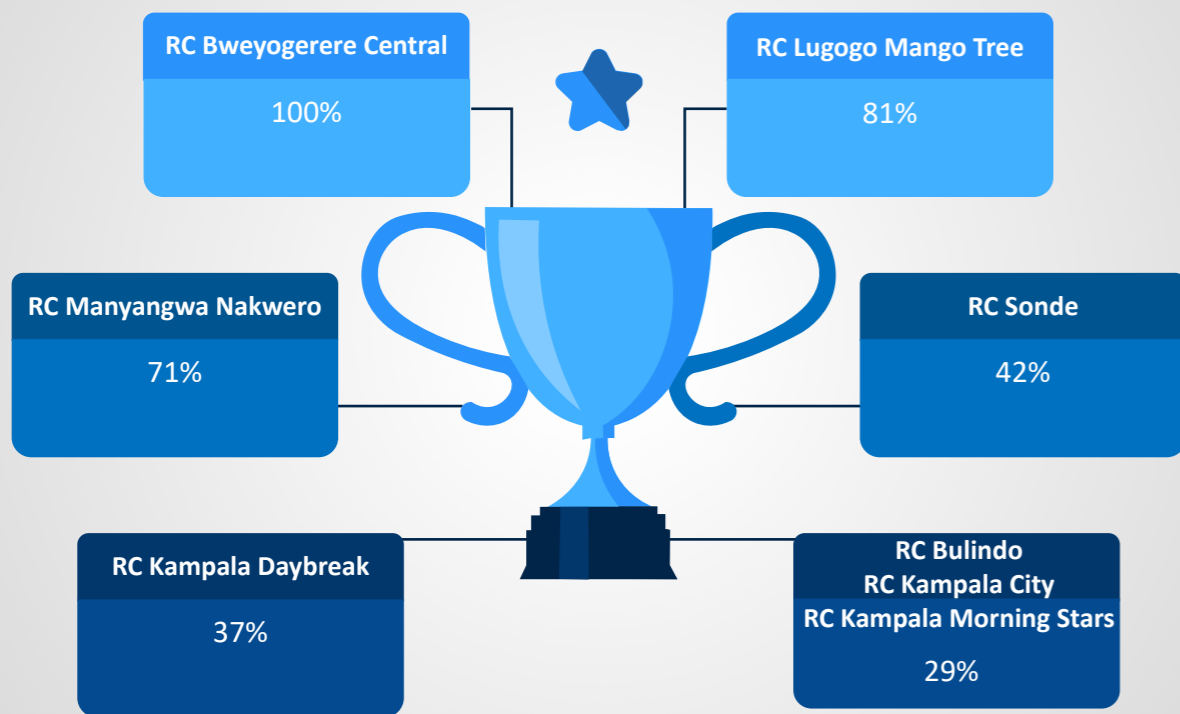 RC Bweyogerere Central
100%
RC Lugogo Mango Tree
81%
RC Manyangwa Nakwero
71%
RC Sonde
42%
RC Kampala Daybreak
37%
RC Bulindo
RC Kampala City
RC Kampala Morning Stars
29%